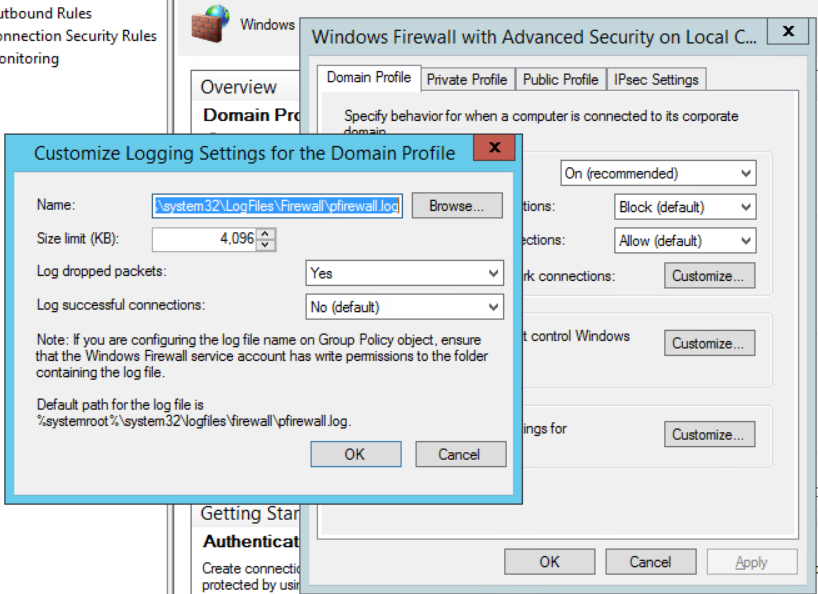 utbound Rules
onnection Security Rules
onitoring
Windows
Overview
Domain Pro
Getting Star
Authenticat
Create connectio
protected by usin
Windows Firewall with Advanced Security on Local C...
x
Domain Profile
Private Profile
Public Profile
IPsec Settings
Specify behavior for when a computer is connected to its corporate
domain.
On (recommended)
tions:
Block (default)
ections:
Allow (default)
rk connections:
Customize...
t control Windows
Customize...
ings for
Customize...
OK
Cancel
Apply
Customize Logging Settings for the Domain Profile
x
Name:
\system32\LogFiles\Firewall\pfirewall.log
Browse...
Size limit (KB):
4,096
Log dropped packets:
Yes
Log successful connections:
No (default)
Note: If you are configuring the log file name on Group Policy object, ensure
that the Windows Firewall service account has write permissions to the folder
containing the log file.
Default path for the log file is
%systemroot%\system32\logfiles\firewall\pfirewall.log.
OK
Cancel